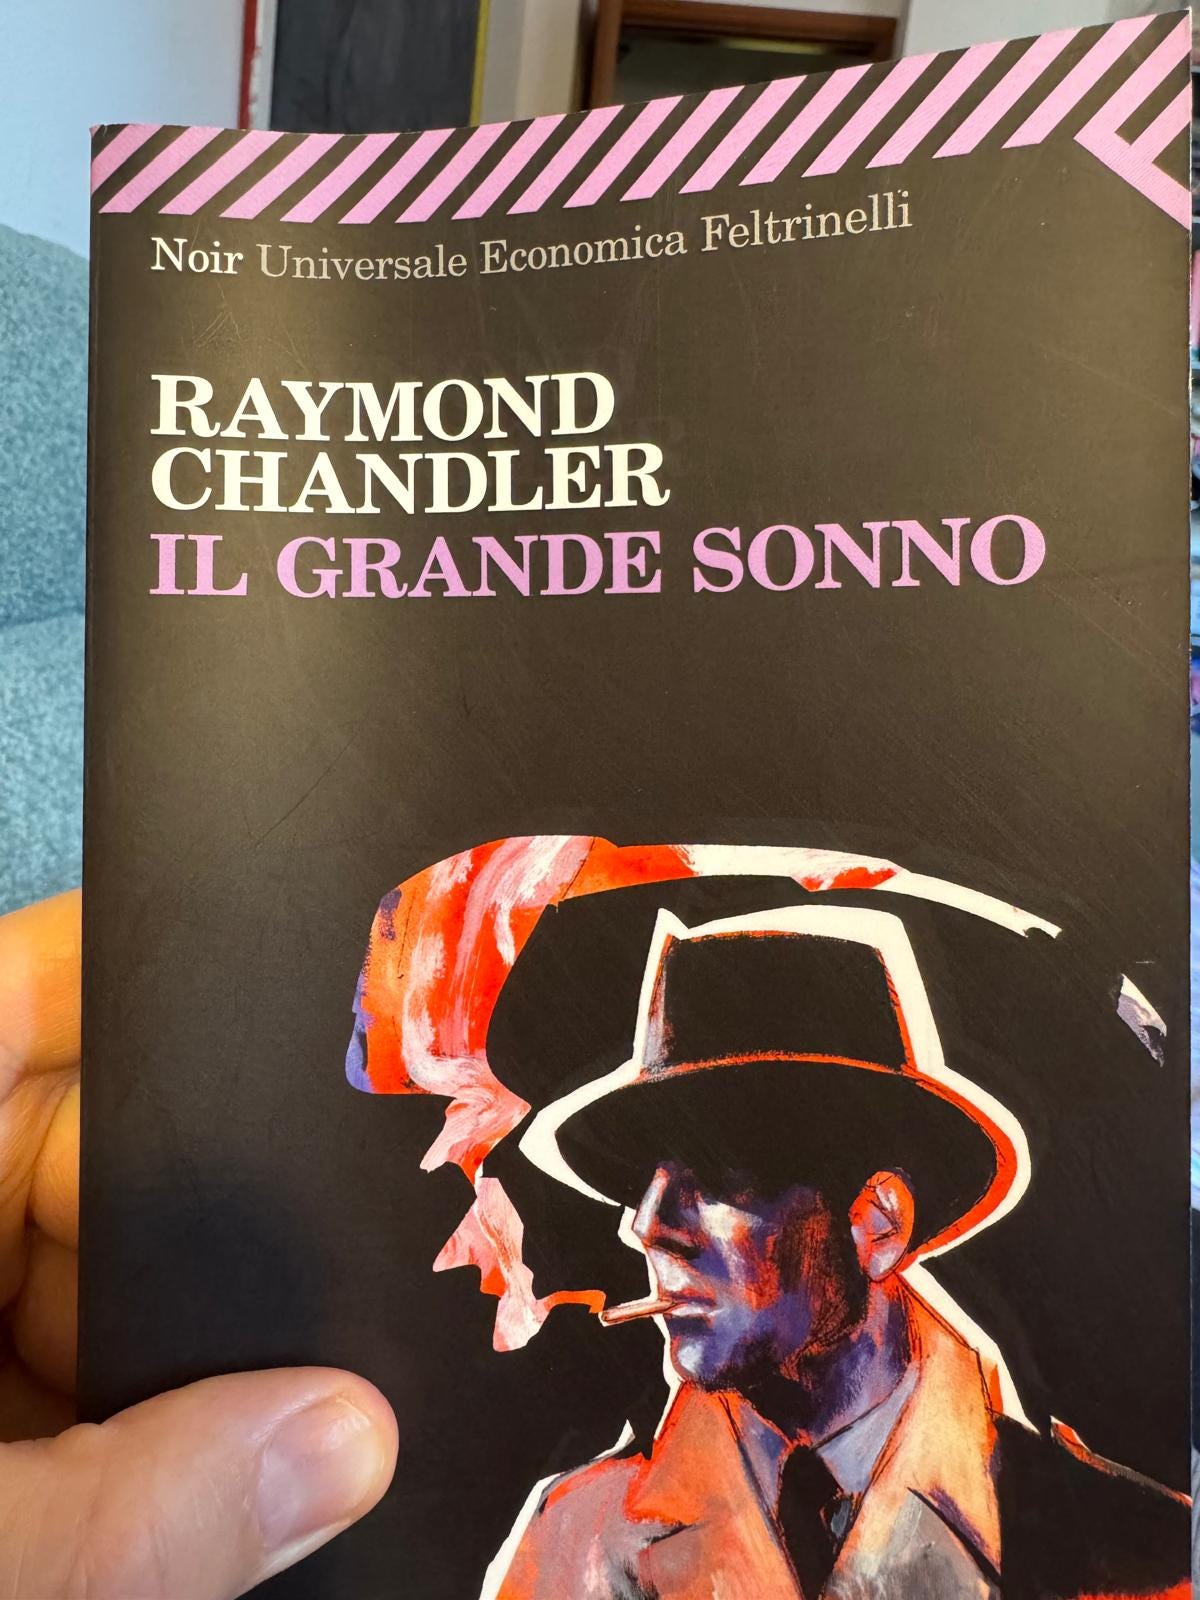 Noir Universale Economica Feltrinelli
RAYMOND
CHANDLER
IL GRANDE SONNO